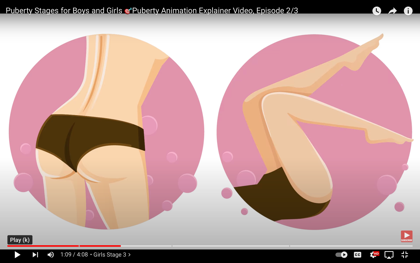 Puberty Stages for Boys and Girls 🚀Puberty Animation Explainer Video, Episode 2/3
Play (k)
1:09 / 4:08 • Girls Stage 3 >
CC